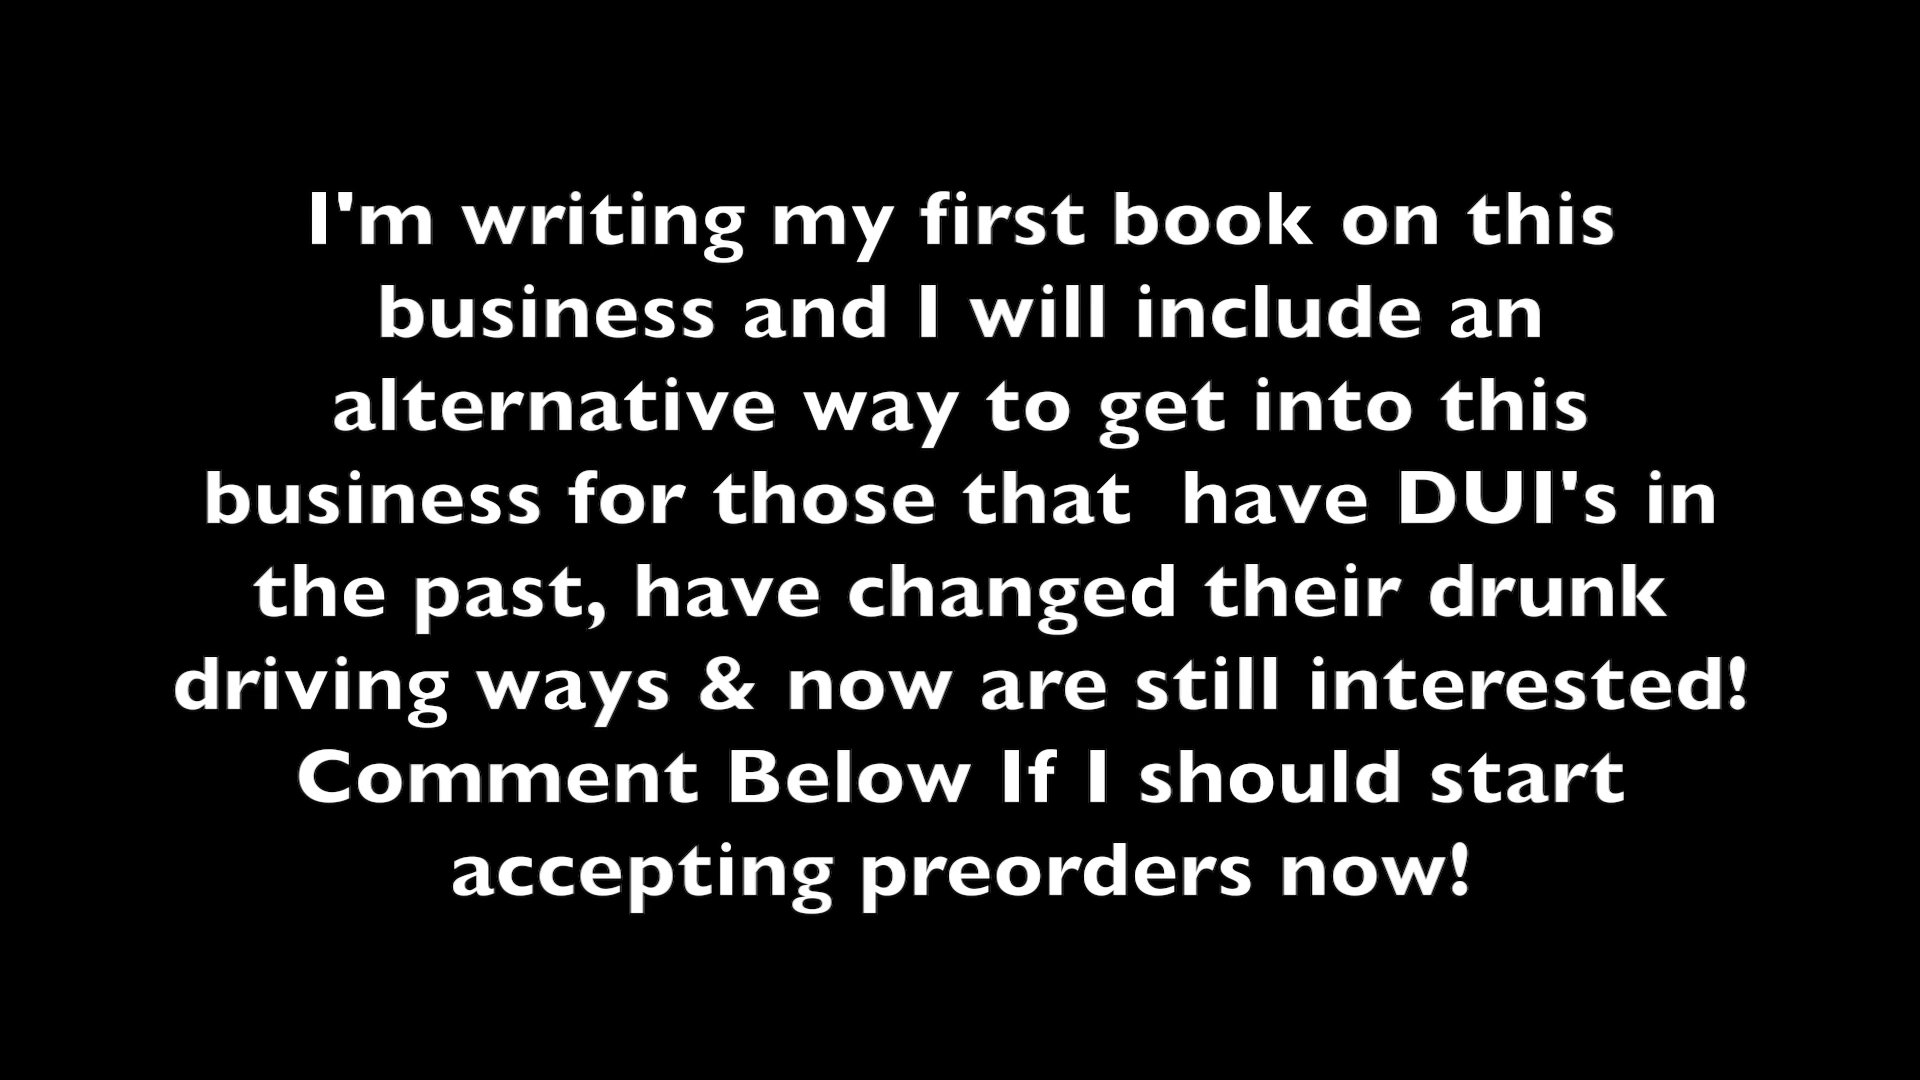 I'm writing my first book on this
business and I will include an
alternative way to get into this
business for those that  have DUI's in
the past, have changed their drunk
driving ways & now are still interested!
Comment Below If I should start
accepting preorders now!